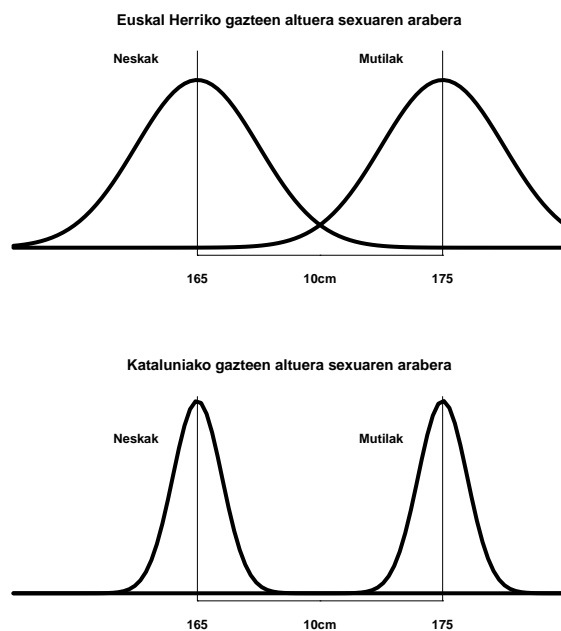 Euskal Herriko gazteen altuera sexuaren arabera
Neskak Mutilak
165 10cm 175
Kataluniako gazteen altuera sexuaren arabera
Neskak Mutilak
165 10cm 175